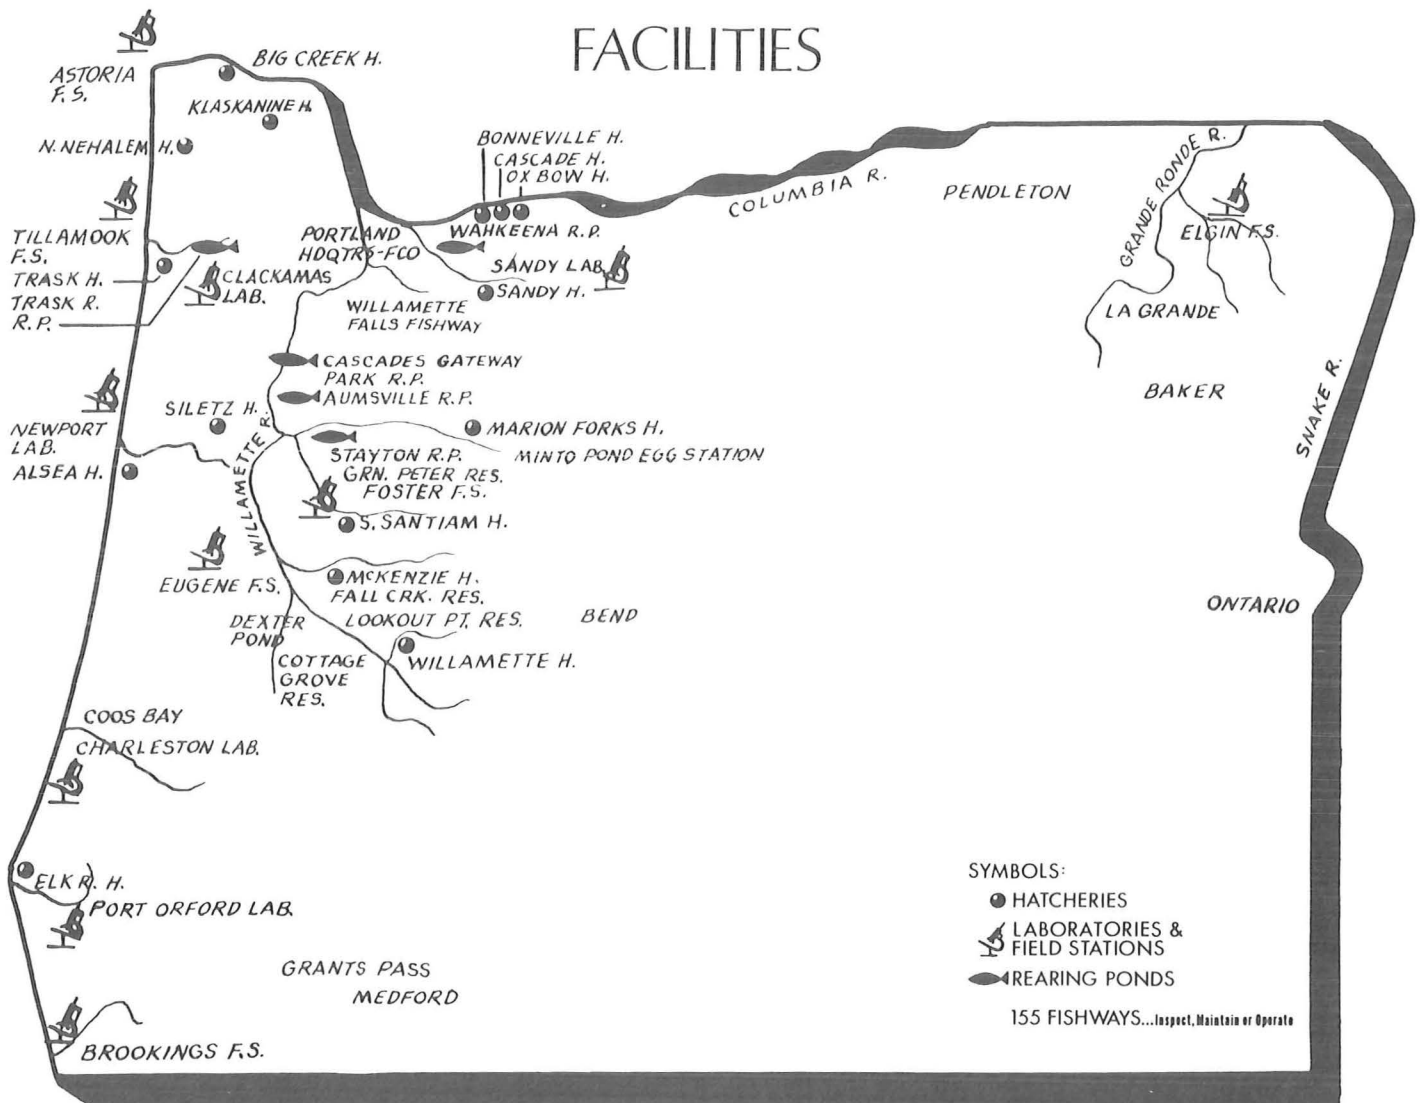 FACILITIES
BIG CREEK H.
ASTORIA
F.S.
KLASKANINE H.
N. NEHALEM H.
BONNEVILLE H.
CASCADE H.
OX BOW H.
COLUMBIA R.
PENDLETON
GRANDE RONDE R.
ELGIN F.S.
LA GRANDE
BAKER
SNAKE R.
ONTARIO
TILLAMOOK
F.S.
TRASK H.
TRASK R.
R.P.
CLACKAMAS
LAB.
PORTLAND
HDQTRS-FCO
WAHKEENA R.P.
SANDY LAB.
SANDY H.
WILLAMETTE
FALLS FISHWAY
CASCADES GATEWAY
PARK R.P.
AUMSVILLE R.P.
SILETZ H.
NEWPORT
LAB.
ALSEA H.
WILLAMETTE R.
MARION FORKS H.
MINTO POND EGG STATION
STAYTON R.P.
GRN. PETER RES.
FOSTER F.S.
S. SANTIAM H.
EUGENE F.S.
McKENZIE H.
FALL CRK. RES.
DEXTER
POND
LOOKOUT PT. RES.
BEND
COTTAGE
GROVE
RES.
WILLAMETTE H.
COOS BAY
CHARLESTON LAB.
ELK R. H.
PORT ORFORD LAB.
GRANTS PASS
MEDFORD
BROOKINGS F.S.
SYMBOLS:
HATCHERIES
LABORATORIES &
FIELD STATIONS
REARING PONDS
155 FISHWAYS...Inspect, Maintain or Operate